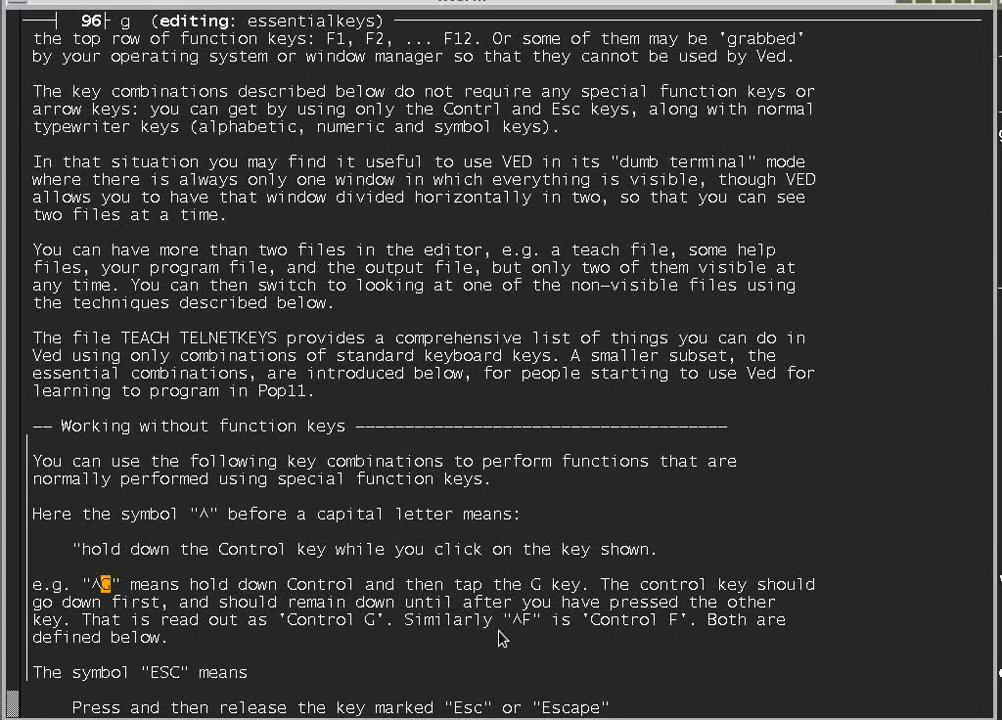 96 g (editing: essentialkeys)
the top row of function keys: F1, F2, ... F12. Or some of them may be 'grabbed'
by your operating system or window manager so that they cannot be used by Ved.
The key combinations described below do not require any special function keys or
arrow keys: you can get by using only the Contrl and Esc keys, along with normal
typewriter keys (alphabetic, numeric and symbol keys).
In that situation you may find it useful to use VED in its "dumb terminal" mode
where there is always only one window in which everything is visible, though VED
allows you to have that window divided horizontally in two, so that you can see
two files at a time.
You can have more than two files in the editor, e.g. a teach file, some help
files, your program file, and the output file, but only two of them visible at
any time. You can then switch to looking at one of the non-visible files using
the techniques described below.
The file TEACH TELNETKEYS provides a comprehensive list of things you can do in
Ved using only combinations of standard keyboard keys. A smaller subset, the
essential combinations, are introduced below, for people starting to use Ved for
learning to program in Pop11.
-- Working without function keys --------------------------------------
You can use the following key combinations to perform functions that are
normally performed using special function keys.
Here the symbol "^" before a capital letter means:
"hold down the Control key while you click on the key shown.
e.g. "^G" means hold down Control and then tap the G key. The control key should
go down first, and should remain down until after you have pressed the other
key. That is read out as 'Control G'. Similarly "^F" is 'Control F'. Both are
defined below.
The symbol "ESC" means
Press and then release the key marked "Esc" or "Escape"